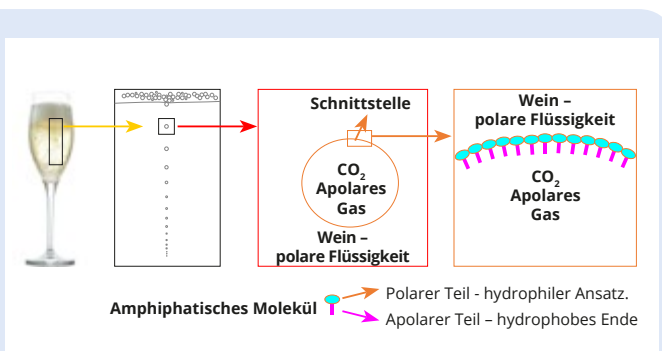 Schnittstelle
CO2
Apolares
Gas
Wein –
polare Flüssigkeit
Wein –
polare Flüssigkeit
CO2
Apolares
Gas
Amphiphatisches Molekül
Polarer Teil - hydrophiler Ansatz.
Apolarer Teil – hydrophobes Ende